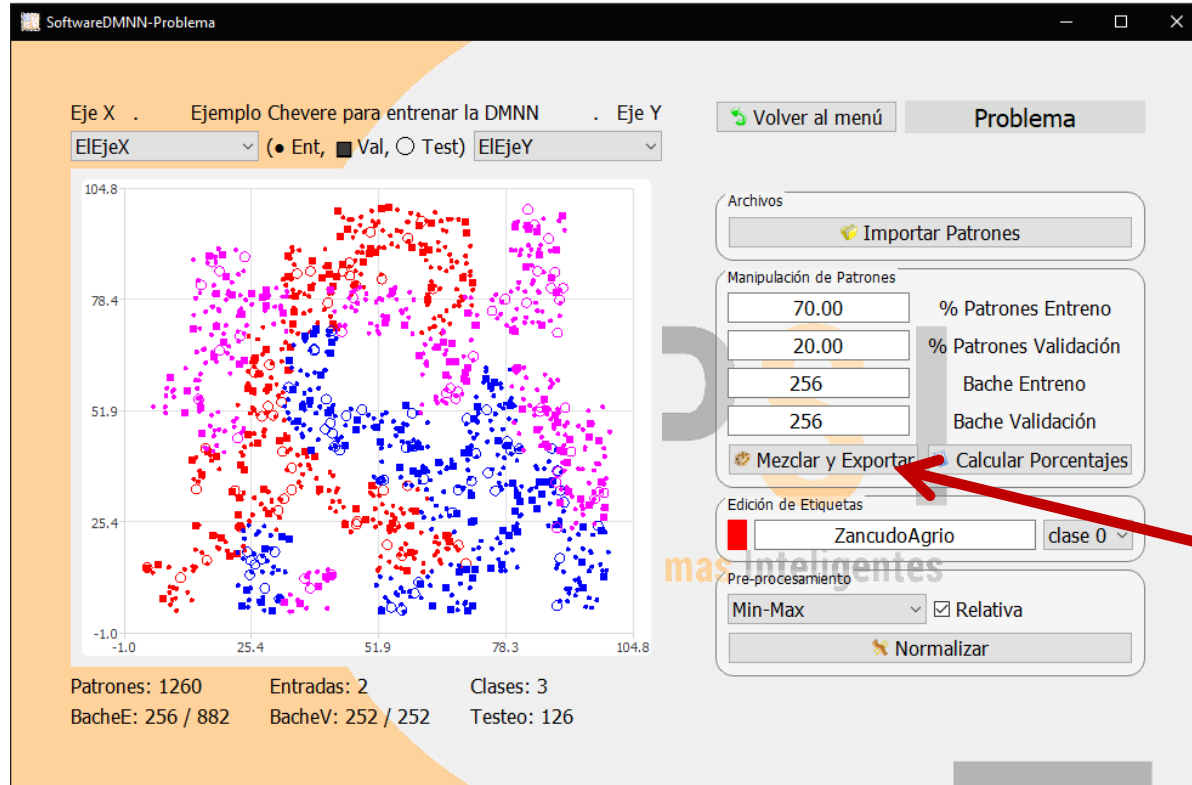 SoftwareDMNN-Problema
Eje X . Ejemplo Chevere para entrenar la DMNN . Eje Y
ElEjeX (● Ent, ■ Val, ○ Test) ElEjeY
104.8
78.4
51.9
25.4
-1.0
-1.0 25.4 51.9 78.3 104.8
Patrones: 1260 Entradas: 2 Clases: 3
BacheE: 256 / 882 BacheV: 252 / 252 Testeo: 126
Volver al menú Problema
Archivos
Importar Patrones
Manipulación de Patrones
70.00 % Patrones Entreno
20.00 % Patrones Validación
256 Bache Entreno
256 Bache Validación
Mezclar y Exportar Calcular Porcentajes
Edición de Etiquetas
ZancudoAgrio clase 0
mas Inteligentes
Pre-procesamiento
Min-Max Relativa
Normalizar